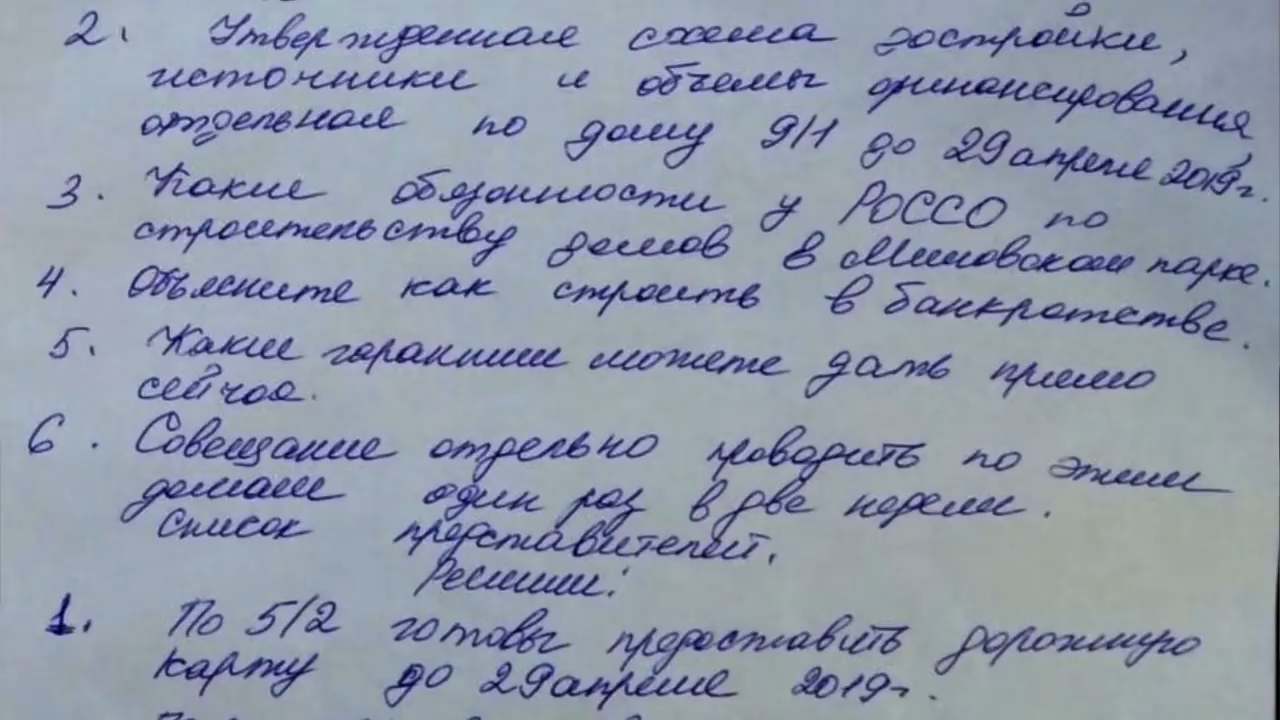 2. Утвержденная схема достройки,
источники и объемы финансирования,
отдельная по дому 9/1 до 29 апреля 2019г.
3. Какие обязанности у РОССО по
строительству домов в Митовском парке.
4. Объясните как строить в банкротстве.
5. Какие гарантии можете дать прямо
сейчас.
6. Совещание отдельно проводить по этим
домам один раз в две недели.
Список представителей.
Решили:
1. По 5/2 готовы предоставить дорожную
карту до 29 апреля 2019г.